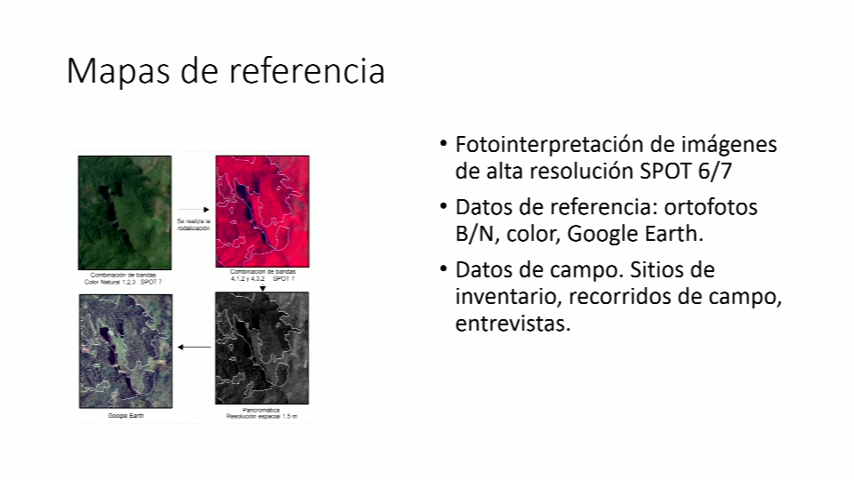 Mapas de referencia
• Fotointerpretación de imágenes
de alta resolución SPOT 6/7
• Datos de referencia: ortofotos
B/N, color, Google Earth.
• Datos de campo. Sitios de
inventario, recorridos de campo,
entrevistas.
Se realiza la
rodalización
Combinación de bandas
Color Natural 1,2,3 SPOT 7
Combinación de bandas
4,1,2 y 4,3,2 SPOT 7
Google Earth
Pancromática
Resolución espacial 1.5 m